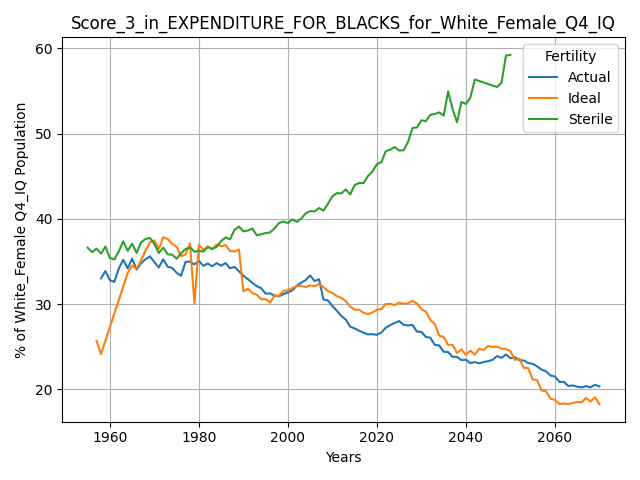 Score_3_in_EXPENDITURE_FOR_BLACKS_for_White_Female_Q4_IQ
% of White_Female Q4_IQ Population
60
50
40
30
20
Fertility
Actual
Ideal
Sterile
1960 1980 2000 2020 2040 2060
Years